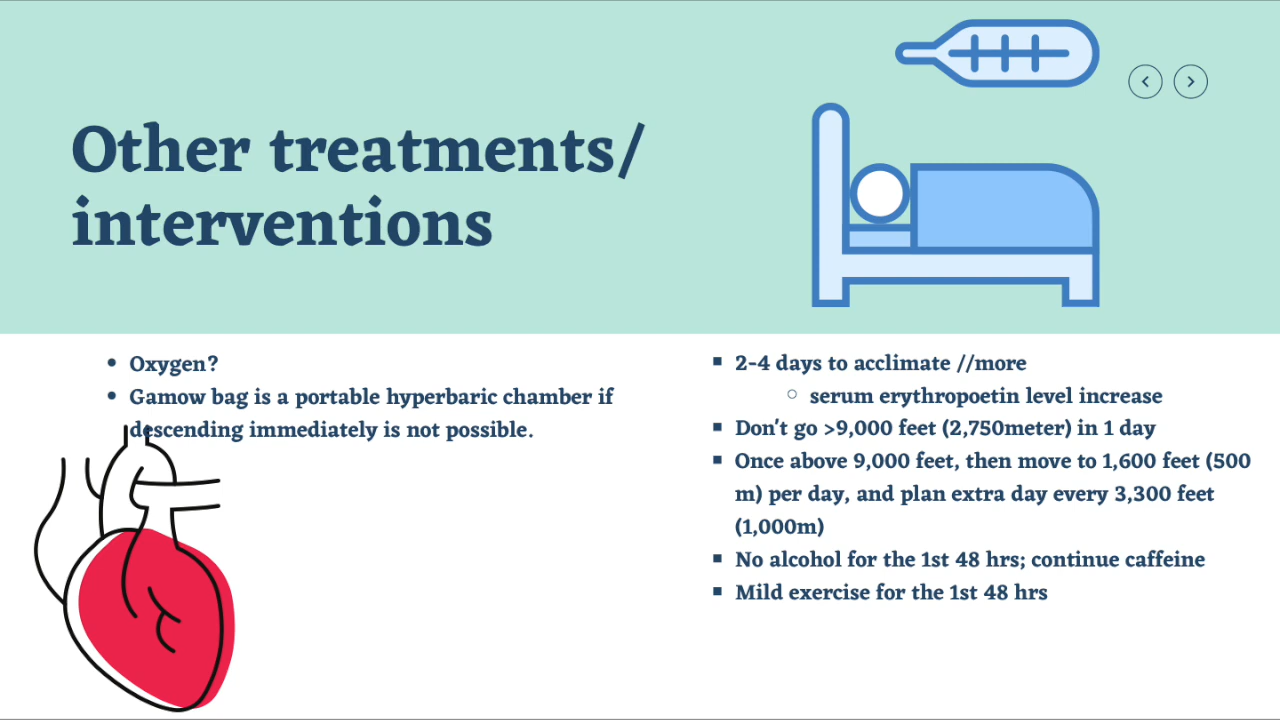 Other treatments/
interventions
Oxygen?
Gamow bag is a portable hyperbaric chamber if
descending immediately is not possible.
2-4 days to acclimate //more
serum erythropoetin level increase
Don't go >9,000 feet (2,750meter) in 1 day
Once above 9,000 feet, then move to 1,600 feet (500
m) per day, and plan extra day every 3,300 feet
(1,000m)
No alcohol for the 1st 48 hrs; continue caffeine
Mild exercise for the 1st 48 hrs